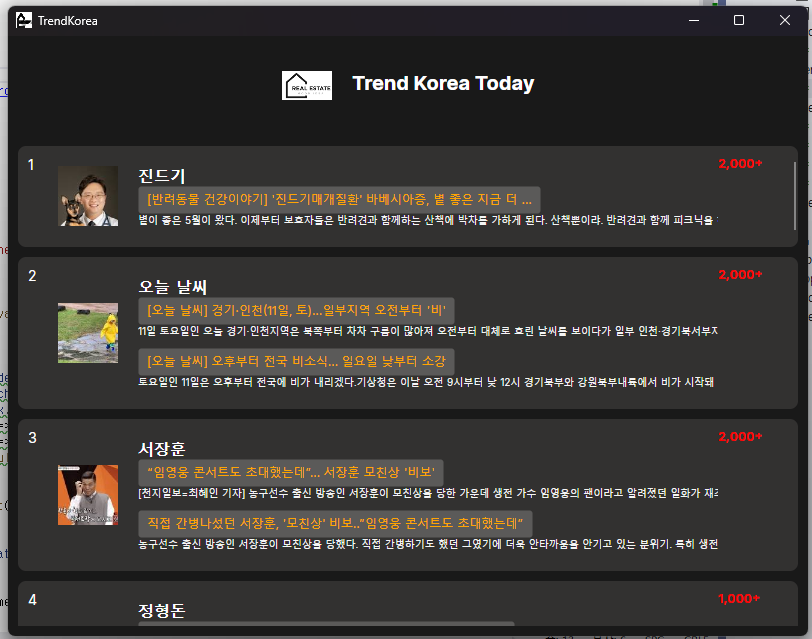 TrendKorea
REAL ESTATE
Trend Korea Today
1
2,000+
진드기
[반려동물 건강이야기] '진드기매개질환' 바베시아증, 볕 좋은 지금 더 ...
볕이 좋은 5월이 왔다. 이제부터 보호자들은 반려견과 함께하는 산책에 박차를 가하게 된다. 산책뿐이랴. 반려견과 함께 피크닉을
2
2,000+
오늘 날씨
[오늘 날씨] 경기·인천(11일, 토)...일부지역 오전부터 '비'
11일 토요일인 오늘 경기·인천지역은 북쪽부터 차차 구름이 많아져 오전부터 대체로 흐린 날씨를 보이다가 일부 인천·경기북서부지
[오늘 날씨] 오후부터 전국 비소식... 일요일 낮부터 소강
토요일인 11일은 오후부터 전국에 비가 내리겠다.기상청은 이날 오전 9시부터 낮 12시 경기북부와 강원북부내륙에서 비가 시작돼
3
2,000+
서장훈
“임영웅 콘서트도 초대했는데”… 서장훈 모친상 '비보'
[천지일보=최혜인 기자] 농구선수 출신 방송인 서장훈이 모친상을 당한 가운데 생전 가수 임영웅의 팬이라고 알려졌던 일화가 재조
직접 간병나섰던 서장훈, '모친상' 비보..“임영웅 콘서트도 초대했는데”
농구선수 출신 방송인 서장훈이 모친상을 당했다. 직접 간병하기도 했던 그였기에 더욱 안타까움을 안기고 있는 분위기. 특히 생전
4
1,000+
정형돈